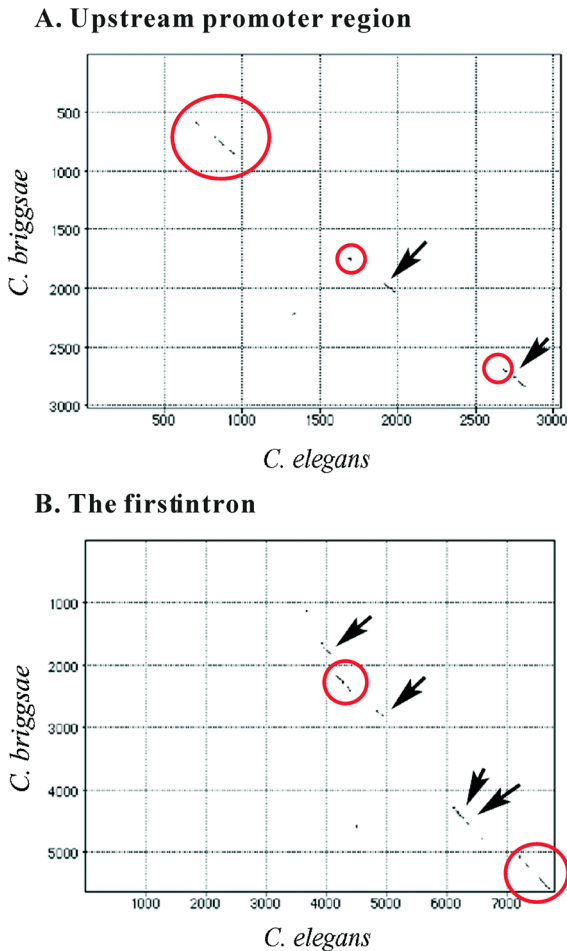 A. Upstream promoter region
500
1000
1500
2000
2500
3000
C. briggsae
500 1000 1500 2000 2500 3000
C. elegans
B. The firstintron
1000
2000
3000
4000
5000
C. briggsae
1000 2000 3000 4000 5000 6000 7000
C. elegans